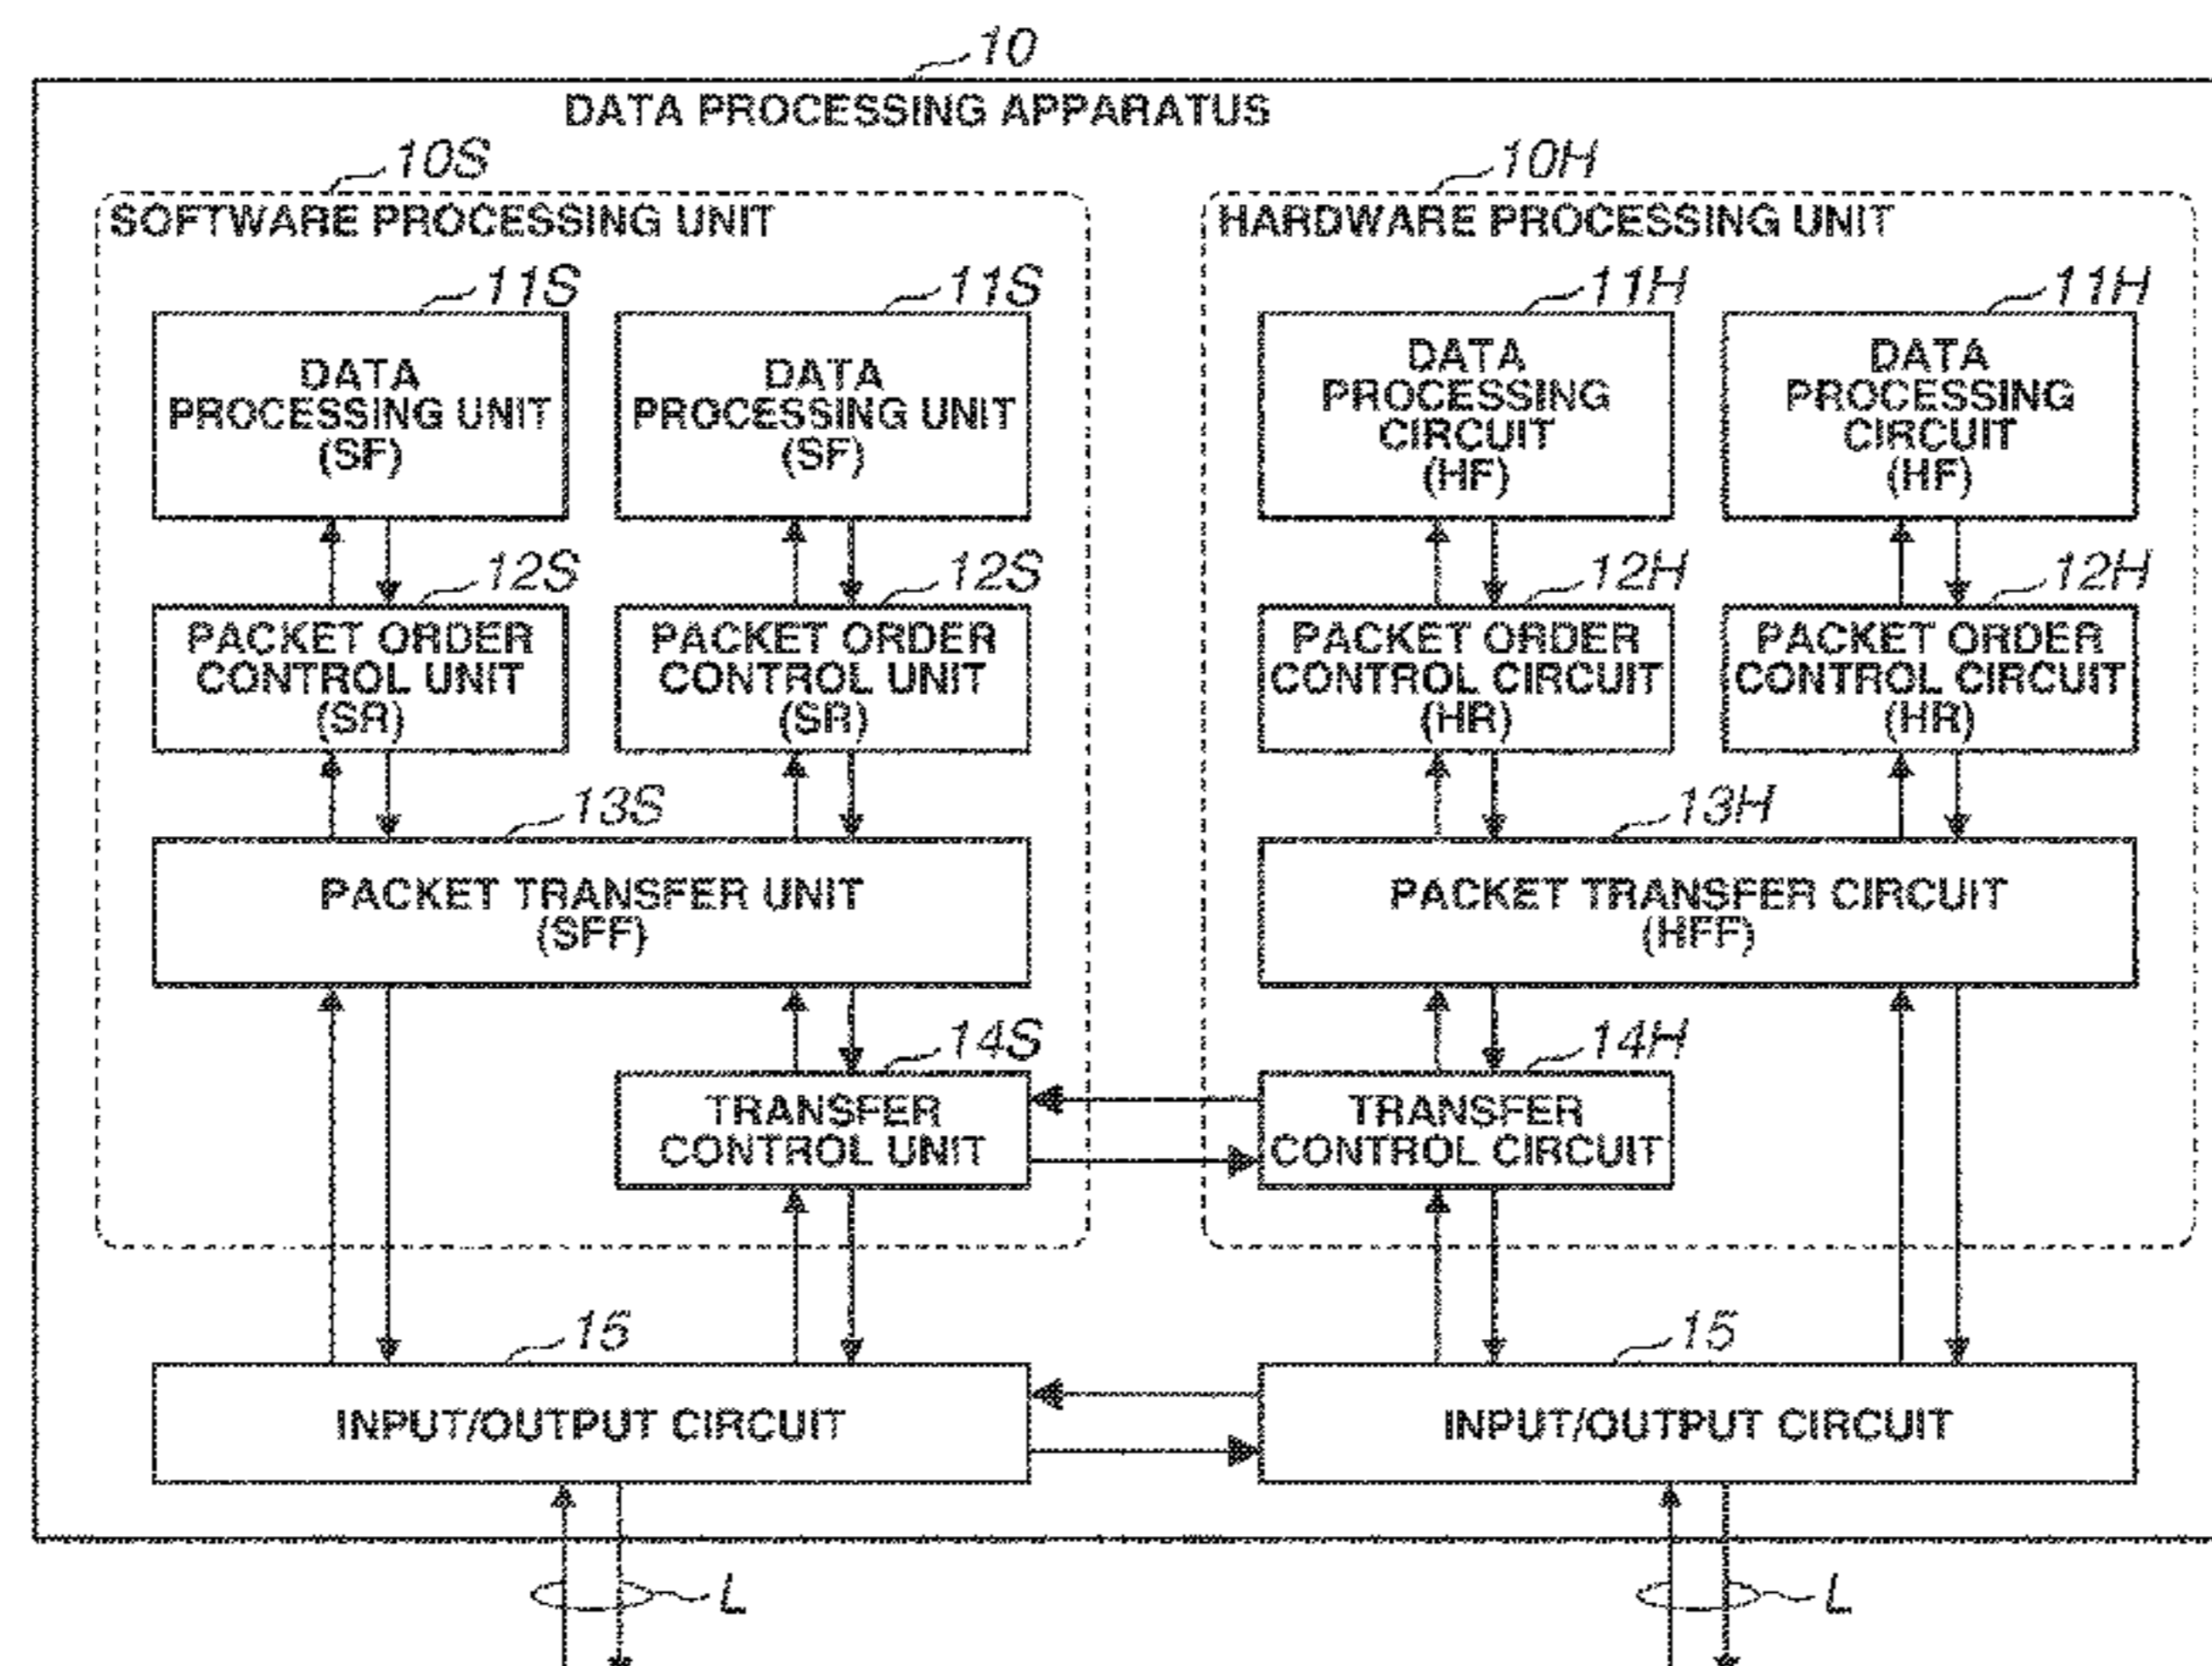 10
DATA PROCESSING APPARATUS
10S
10H
SOFTWARE PROCESSING UNIT
HARDWARE PROCESSING UNIT
11S
11S
11H
11H
DATA
PROCESSING UNIT
(SF)
DATA
PROCESSING UNIT
(SF)
DATA
PROCESSING
CIRCUIT
(HF)
DATA
PROCESSING
CIRCUIT
(HF)
12S
12S
12H
12H
PACKET ORDER
CONTROL UNIT
(SR)
PACKET ORDER
CONTROL UNIT
(SR)
PACKET ORDER
CONTROL CIRCUIT
(HR)
PACKET ORDER
CONTROL CIRCUIT
(HR)
13S
13H
PACKET TRANSFER UNIT
(SFF)
PACKET TRANSFER CIRCUIT
(HFF)
14S
14H
TRANSFER
CONTROL UNIT
TRANSFER
CONTROL CIRCUIT
15
15
INPUT/OUTPUT CIRCUIT
INPUT/OUTPUT CIRCUIT
L
L